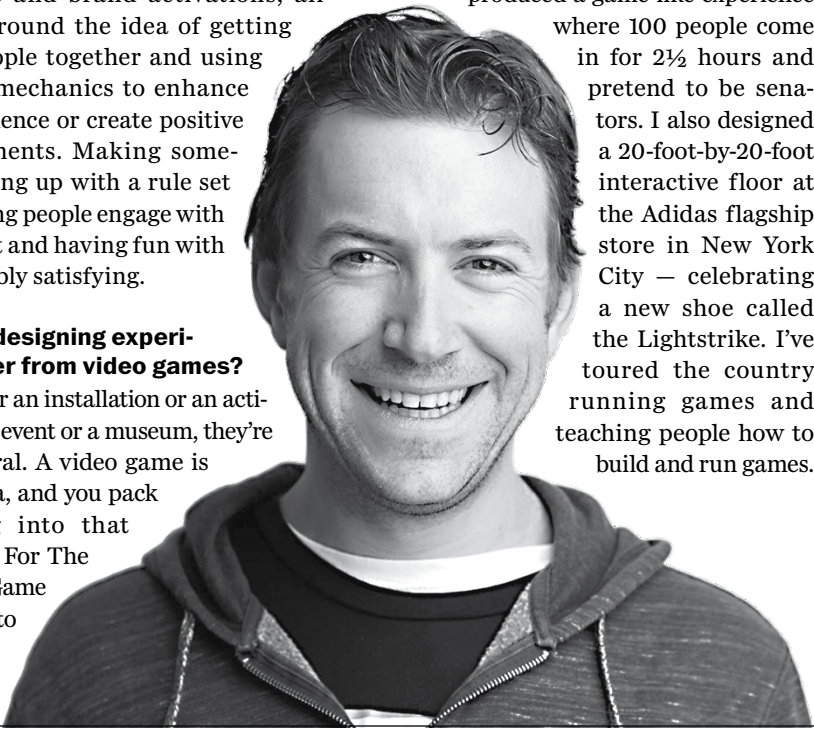 and brand activations, all
round the idea of getting
ple together and using
mechanics to enhance
ence or create positive
ments. Making some-
ng up with a rule set
ng people engage with
t and having fun with
bly satisfying.
designing experi-
er from video games?
r an installation or an acti-
event or a museum, they're
ral. A video game is
a, and you pack
into that
For The
Game
to
produced a game-like experience
where 100 people come
in for 2½ hours and
pretend to be sena-
tors. I also designed
a 20-foot-by-20-foot
interactive floor at
the Adidas flagship
store in New York
City — celebrating
a new shoe called
the Lightstrike. I've
toured the country
running games and
teaching people how to
build and run games.